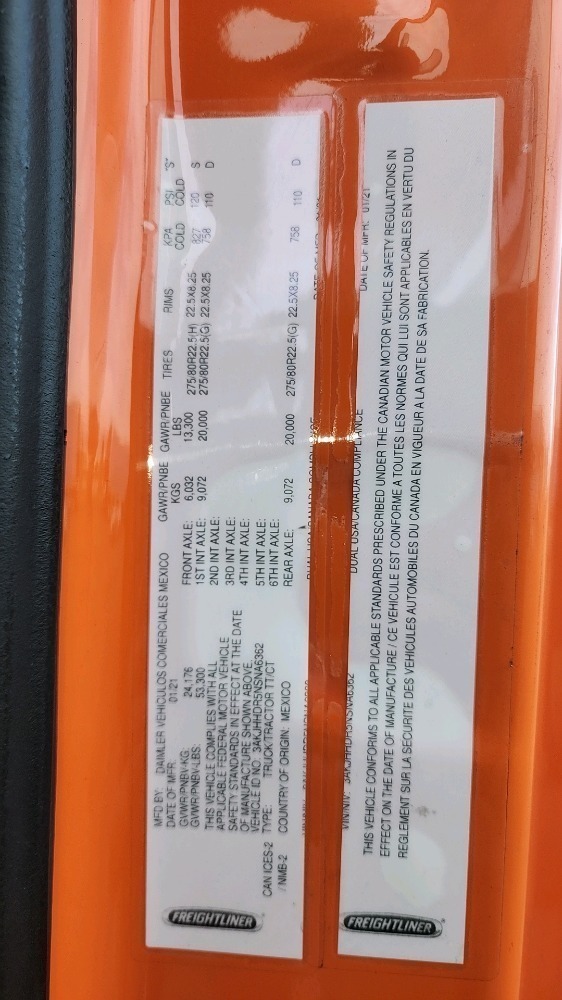 FREIGHTLINER
MFD BY: DAIMLER VEHICULOS COMERCIALES MEXICO
DATE OF MFR: 01/21
GVWR/PNBV-KG: 24,176
GVWR/PNBV-LBS: 53,300
THIS VEHICLE COMPLIES WITH ALL
APPLICABLE FEDERAL MOTOR VEHICLE
SAFETY STANDARDS IN EFFECT AT THE DATE
OF MANUFACTURE SHOWN ABOVE.
VEHICLE ID NO. 3AKJHHDR5NSNA6362
CAN ICES-2 TYPE: TRUCK/TRACTOR TT/CT
/ NMB-2 COUNTRY OF ORIGIN: MEXICO
GAWR/PNBE GAWR/PNBE TIRES RIMS KPA PSI "S"
KGS LBS COLD COLD
FRONT AXLE: 6,032 13,300 275/80R22.5(H) 22.5X8.25 827 120 S
1ST INT AXLE: 9,072 20,000 275/80R22.5(G) 22.5X8.25 758 110 D
2ND INT AXLE:
3RD INT AXLE:
4TH INT AXLE:
5TH INT AXLE:
6TH INT AXLE:
REAR AXLE: 9,072 20,000 275/80R22.5(G) 22.5X8.25 758 110 D
FREIGHTLINER
VIN/NIV: 3AKJHHDR5NSNA6362 DUAL USA/CANADA COMPLIANCE DATE OF MFR: 01/21
THIS VEHICLE CONFORMS TO ALL APPLICABLE STANDARDS PRESCRIBED UNDER THE CANADIAN MOTOR VEHICLE SAFETY REGULATIONS IN
EFFECT ON THE DATE OF MANUFACTURE / CE VEHICULE EST CONFORME A TOUTES LES NORMES QUI LUI SONT APPLICABLES EN VERTU DU
REGLEMENT SUR LA SECURITE DES VEHICULES AUTOMOBILES DU CANADA EN VIGUEUR A LA DATE DE SA FABRICATION.